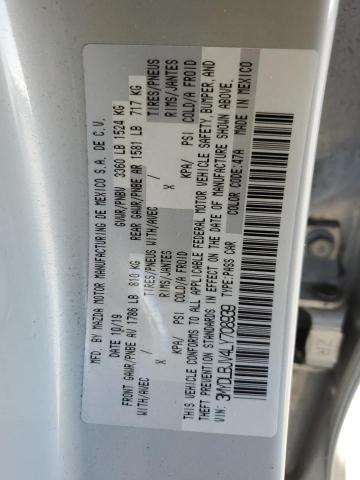 MFD. BY MAZDA MOTOR MANUFACTURING DE MEXICO S.A. DE C.V.
DATE: 10/19 GVWR/PNBV 3360 LB 1524 KG
FRONT GAWR/PNBE AV 1786 LB 810 KG REAR GAWR/PNBE AR 1581 LB 717 KG
WITH/AVEC / TIRES/PNEUS WITH/AVEC / TIRES/PNEUS
X RIMS/JANTES X RIMS/JANTES
KPA/ PSI COLD/A FROID KPA/ PSI COLD/A FROID
THIS VEHICLE CONFORMS TO ALL APPLICABLE FEDERAL MOTOR VEHICLE SAFETY, BUMPER, AND
THEFT PREVENTION STANDARDS IN EFFECT ON THE DATE OF MANUFACTURE SHOWN ABOVE.
VIN: 3MYDLBJV4LY708939 TYPE:PASS CAR COLOR CODE:47A MADE IN MEXICO